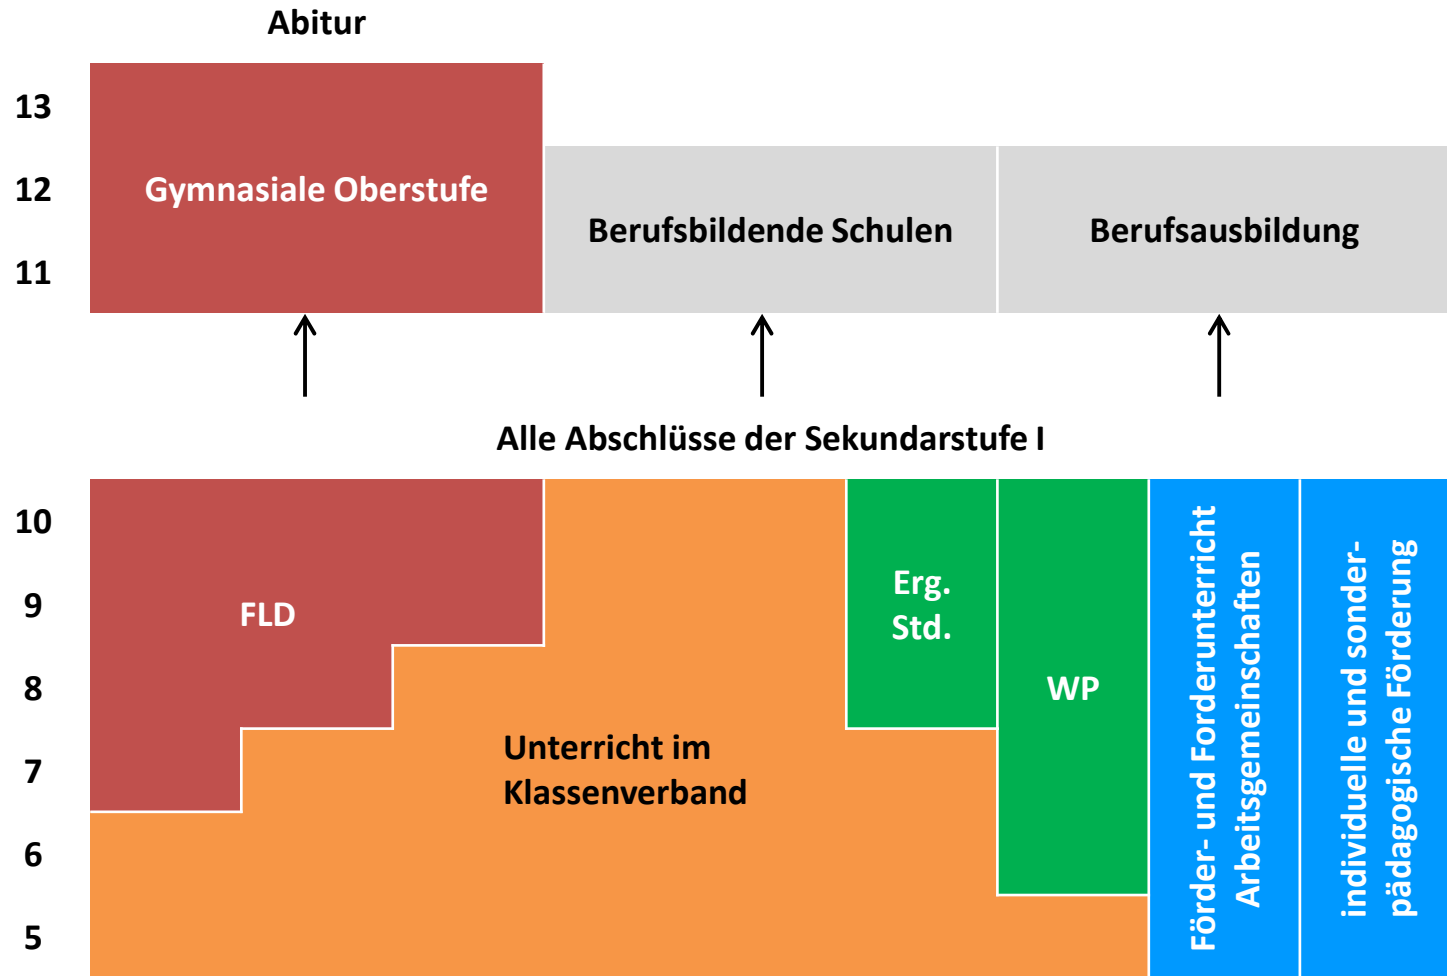 Abitur
13
12
11
Gymnasiale Oberstufe
Berufsbildende Schulen
Berufsausbildung
Alle Abschlüsse der Sekundarstufe I
10
9
8
7
6
5
FLD
Unterricht im
Klassenverband
Erg.
Std.
WP
Förder- und Forderunterricht
Arbeitsgemeinschaften
individuelle und sonder-
pädagogische Förderung